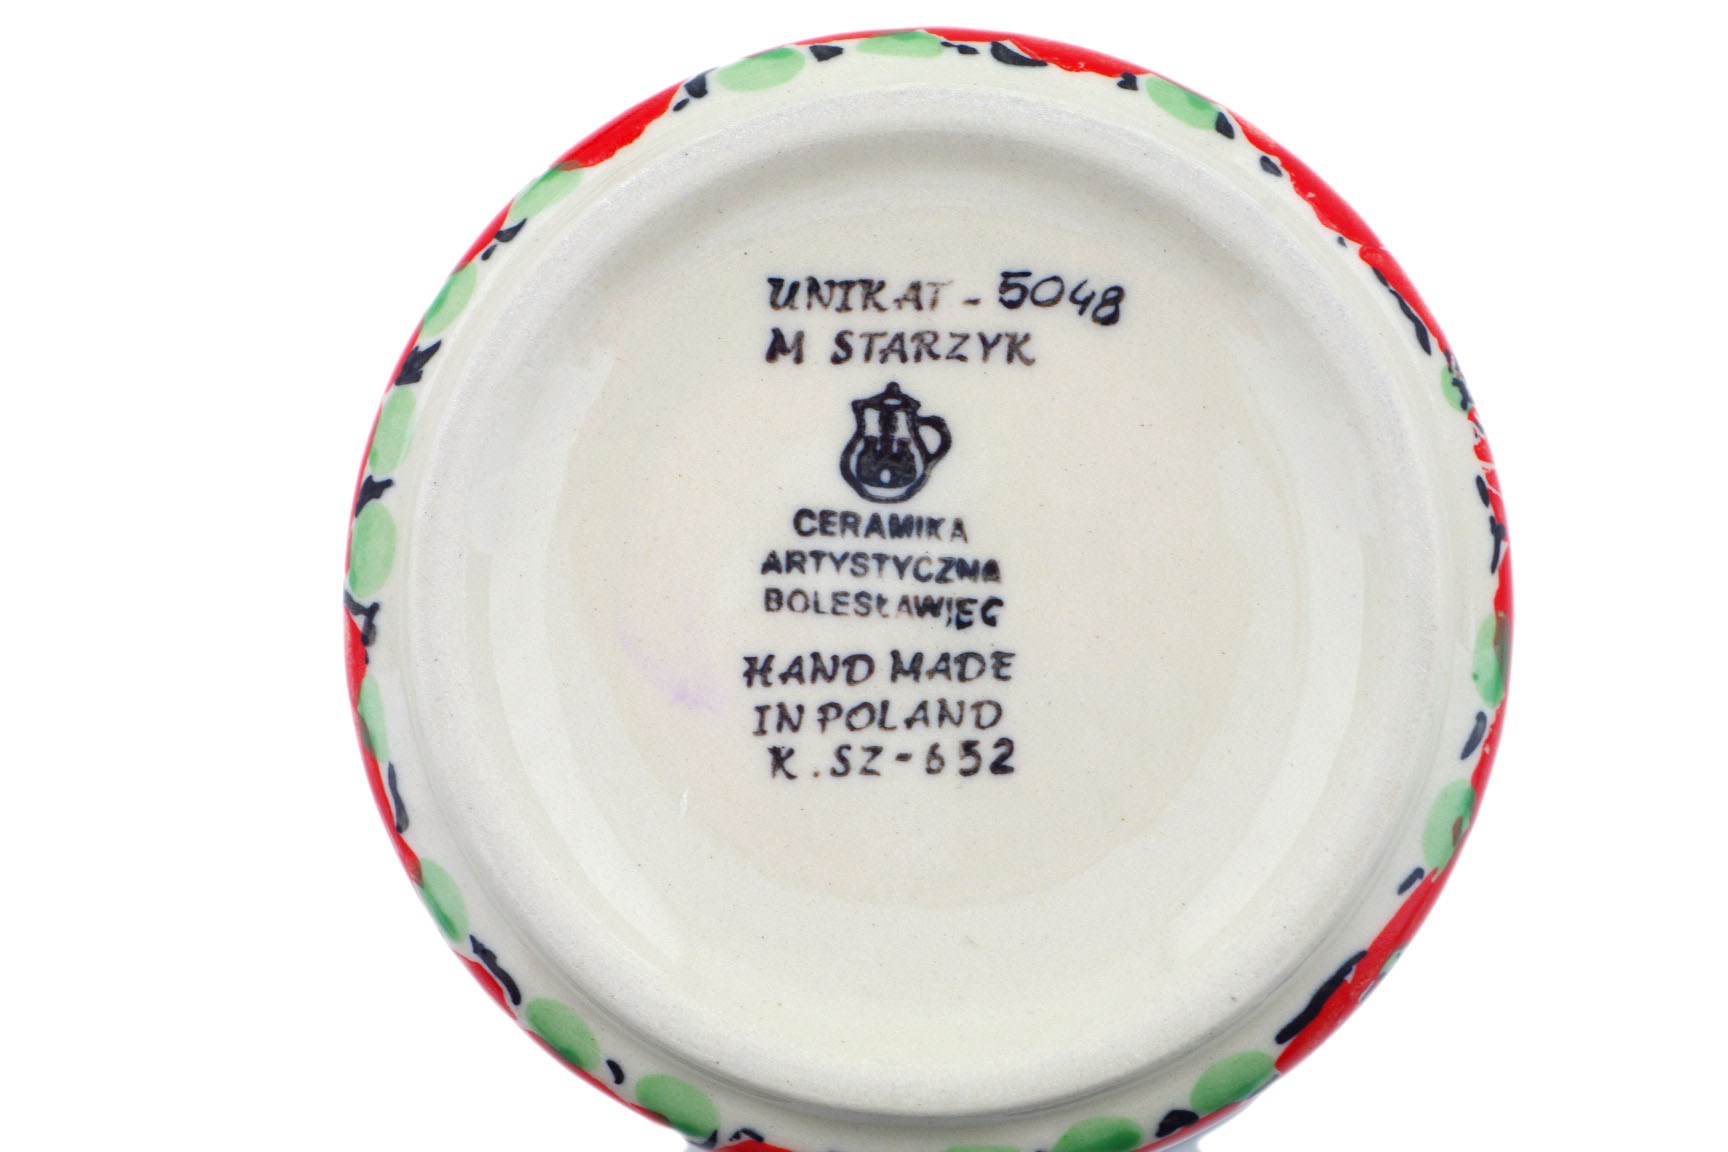 UNIKAT - 5048
M STARZYK
CERAMIKA
ARTYSTYCZNA
BOLESŁAWIEC
HAND MADE
IN POLAND
K. SZ-652